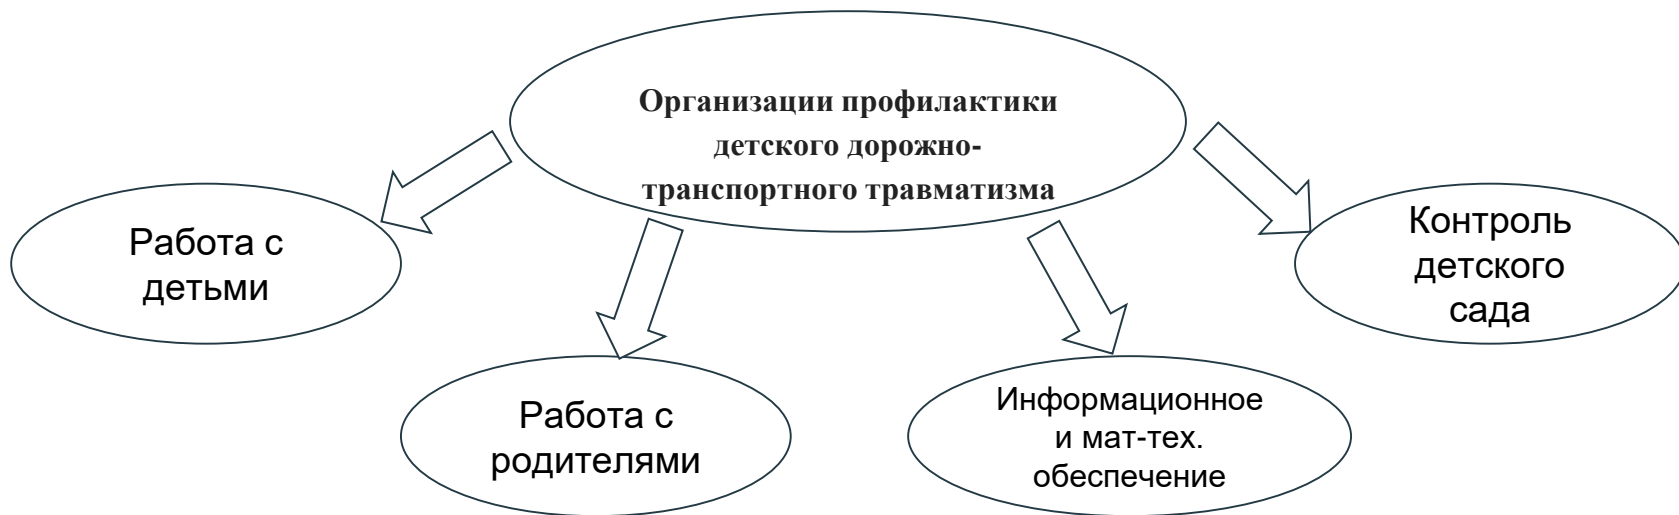 Организации профилактики
детского дорожно-
транспортного травматизма
Работа с
детьми
Работа с
родителями
Информационное
и мат-тех.
обеспечение
Контроль
детского
сада